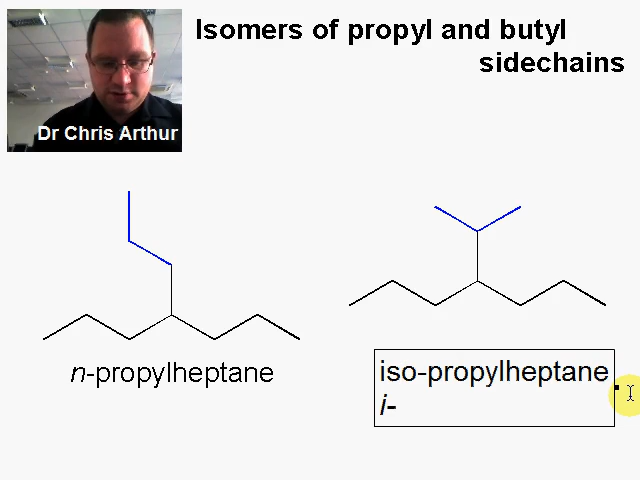 Isomers of propyl and butyl
sidechains
Dr Chris Arthur
n-propylheptane
iso-propylheptane
i-